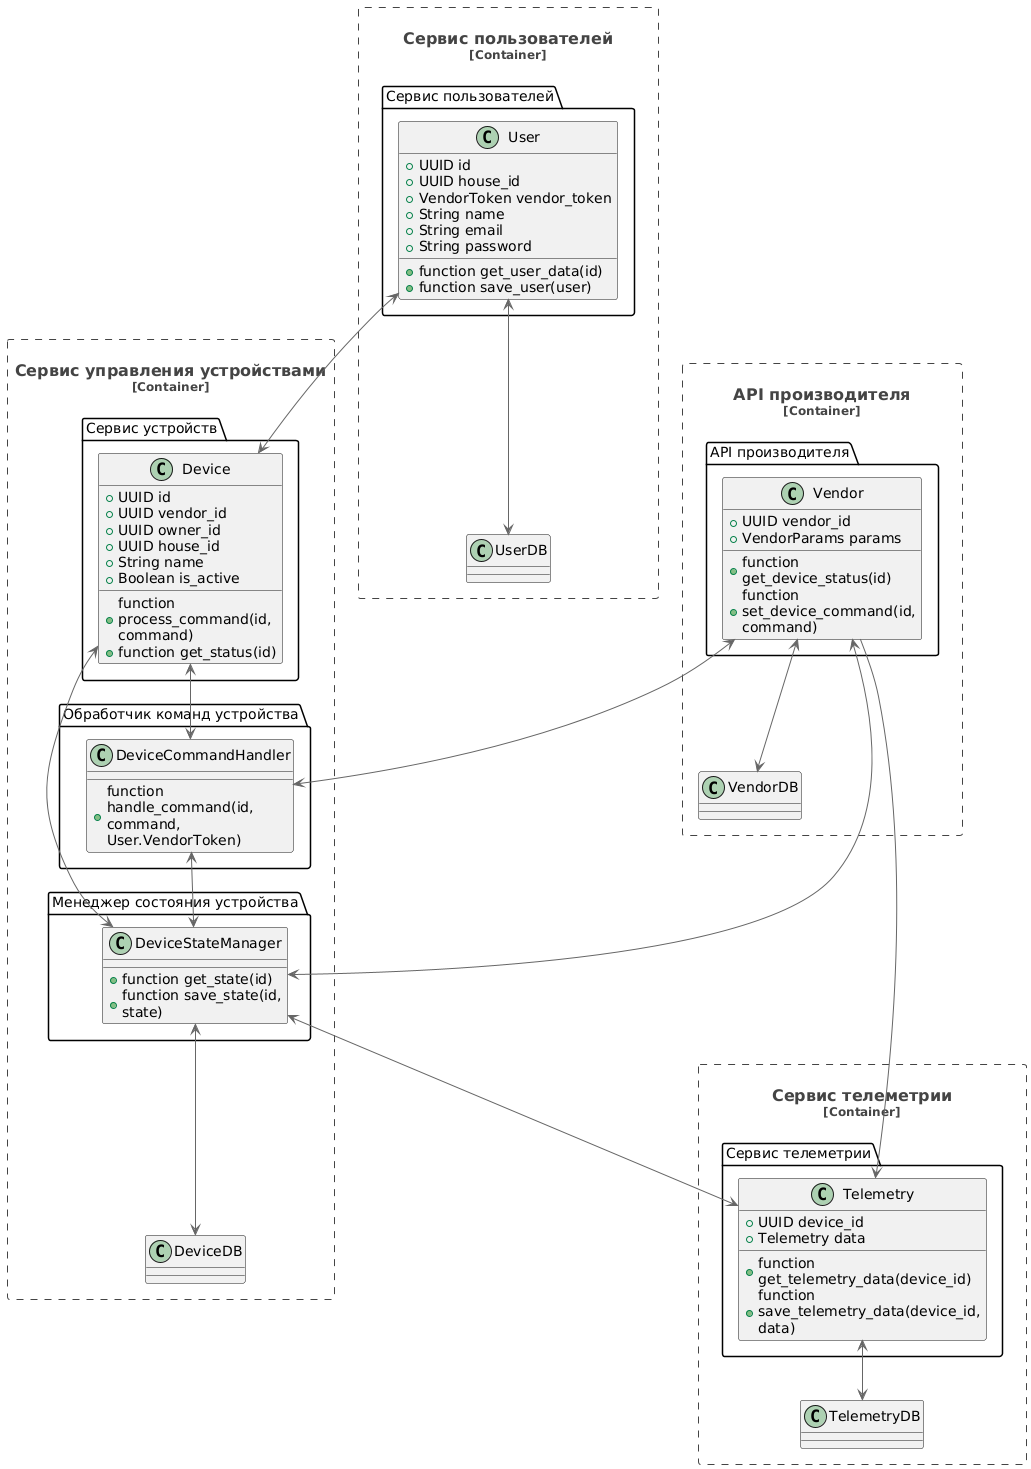 Сервис пользователей
[Container]
Сервис пользователей
C User
UUID id
UUID house_id
VendorToken vendor_token
String name
String email
String password
function get_user_data(id)
function save_user(user)
C UserDB
Сервис управления устройствами
[Container]
Сервис устройств
C Device
UUID id
UUID vendor_id
UUID owner_id
UUID house_id
String name
Boolean is_active
function
process_command(id,
command)
function get_status(id)
Обработчик команд устройства
C DeviceCommandHandler
function
handle_command(id,
command,
User.VendorToken)
Менеджер состояния устройства
C DeviceStateManager
function get_state(id)
function save_state(id,
state)
C DeviceDB
API производителя
[Container]
API производителя
C Vendor
UUID vendor_id
VendorParams params
function
get_device_status(id)
function
set_device_command(id,
command)
C VendorDB
Сервис телеметрии
[Container]
Сервис телеметрии
C Telemetry
UUID device_id
Telemetry data
function
get_telemetry_data(device_id)
function
save_telemetry_data(device_id,
data)
C TelemetryDB